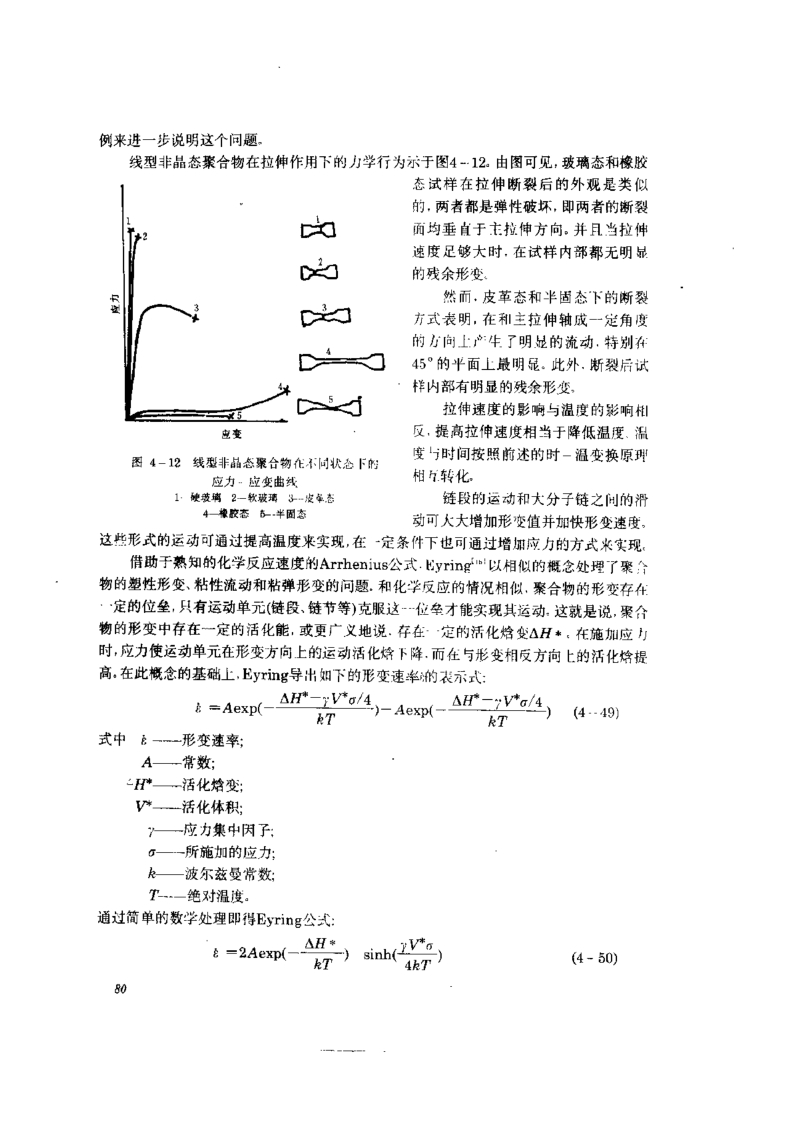 例来进一步说明这个问题。
线型非晶态聚合物在拉伸作用下的力学行为示于图4-12。由图可见,玻璃态和橡胶
态试样在拉伸断裂后的外观是类似
的,两者都是弹性破坏,即两者的断裂
面均垂直于主拉伸方向。并且当拉伸
速度足够大时,在试样内部都无明显
的残余形变。
然而,皮革态和半固态下的断裂
方式表明,在和主拉伸轴成一定角度
的方向上产生了明显的流动,特别在
45°的平面上最明显。此外,断裂后试
样内部有明显的残余形变。
拉伸速度的影响与温度的影响相
反,提高拉伸速度相当于降低温度,温
度与时间按照前述的时-温变换原理
相互转化。
链段的运动和大分子链之间的滑
动可大大增加形变值并加快形变速度。
应力
1
2
3
4
5
1
2
3
4
5
应变
图 4-12 线型非晶态聚合物在不同状态下的
应力-应变曲线
1-硬玻璃 2-软玻璃 3-皮革态
4-橡胶态 5-半固态
这些形式的运动可通过提高温度来实现,在一定条件下也可通过增加应力的方式来实现。
借助于熟知的化学反应速度的Arrhenius公式,Eyring以相似的概念处理了聚合
物的塑性形变、粘性流动和粘弹形变的问题。和化学反应的情况相似,聚合物的形变存在
一定的位垒,只有运动单元(链段、链节等)克服这一位垒才能实现其运动。这就是说,聚合
物的形变中存在一定的活化能,或更广义地说,存在一定的活化焓变ΔH*。在施加应力
时,应力使运动单元在形变方向上的运动活化焓下降,而在与形变相反方向上的活化焓提
高。在此概念的基础上,Eyring导出如下的形变速率的表示式:
ε̇ =Aexp(-(ΔH*-γV*σ/4)/kT)-Aexp(-(ΔH*-γV*σ/4)/kT) (4-49)
式中 ε̇——形变速率;
A——常数;
ΔH*——活化焓变;
V*——活化体积;
γ——应力集中因子;
σ——所施加的应力;
k——波尔兹曼常数;
T——绝对温度。
通过简单的数学处理即得Eyring公式:
ε̇ =2Aexp(-ΔH*/kT) sinh(γV*σ/4kT) (4-50)
80